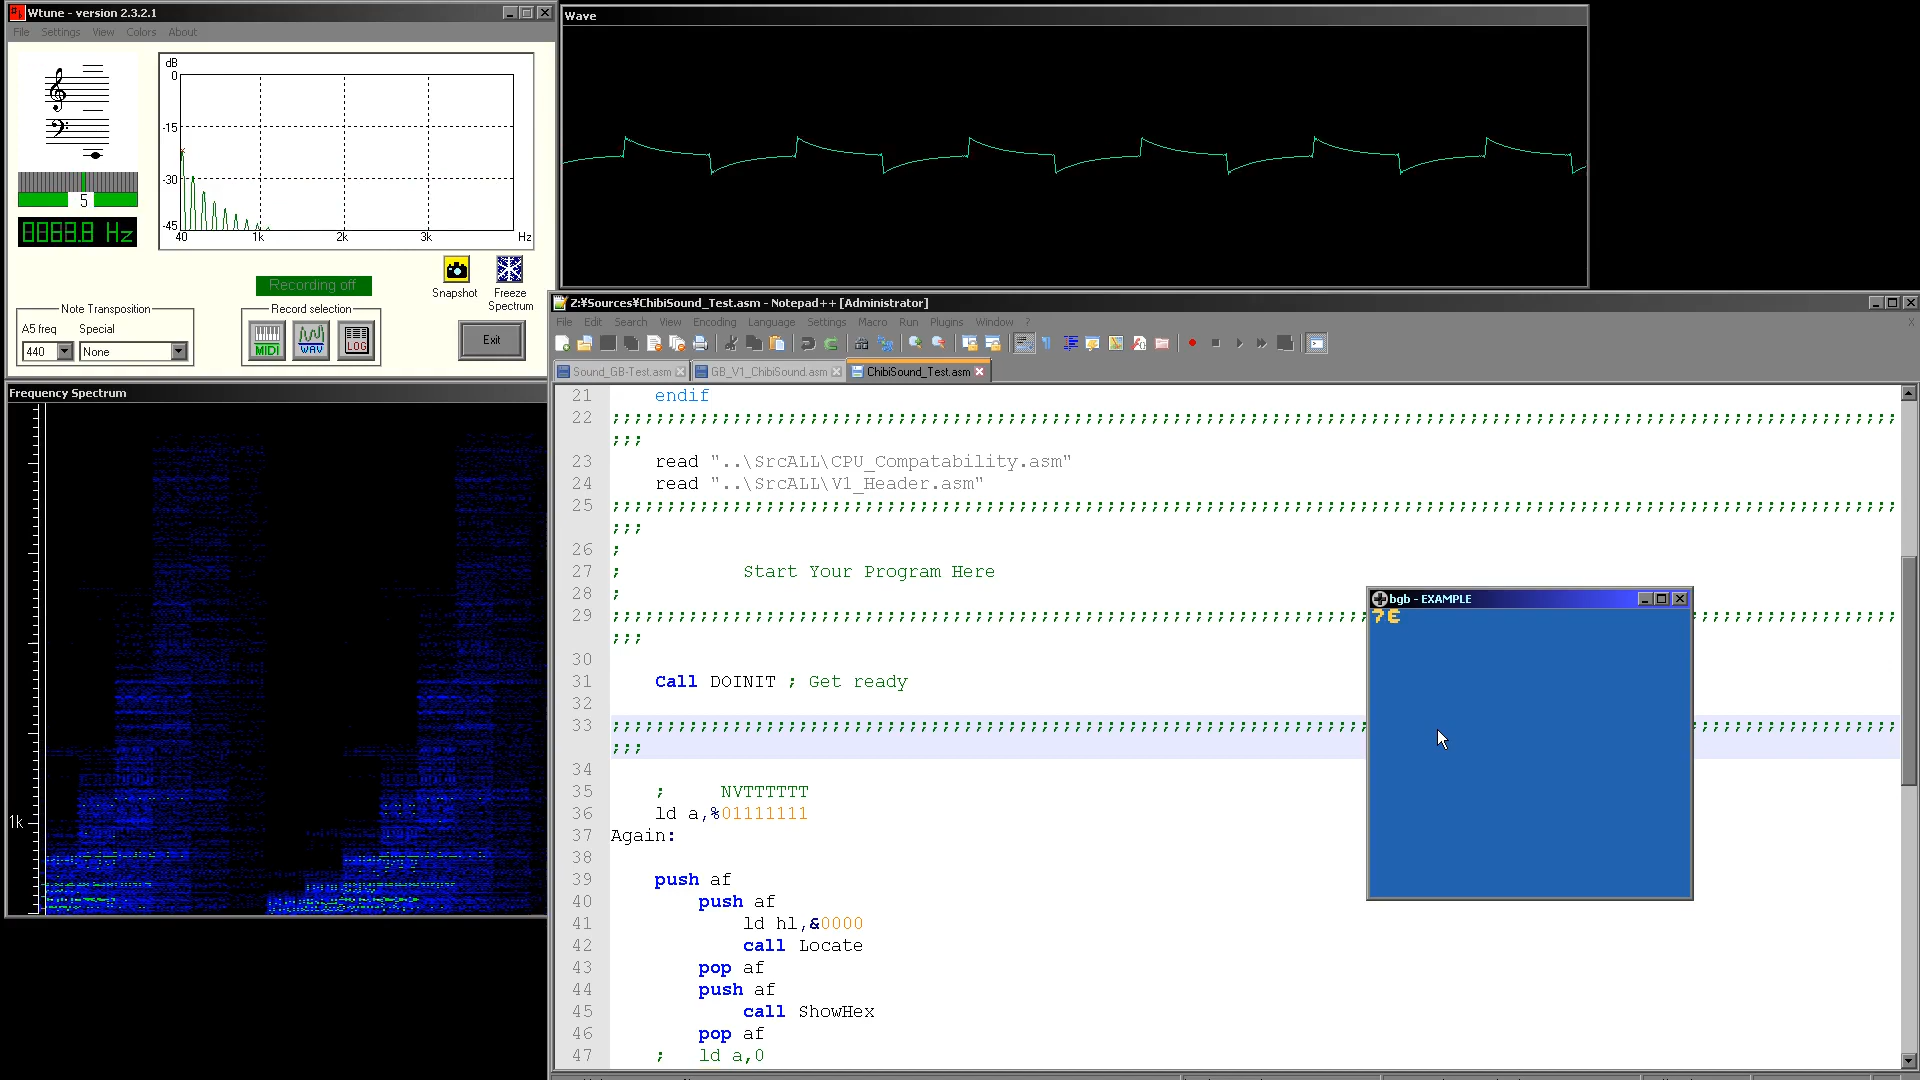 Wtune - version 2.3.2.1
File Settings View Colors About
dB
0
-15
-30
-45
40 1k 2k 3k Hz
5
Recording off
Snapshot
Freeze
Spectrum
Note Transposition
A5 freq Special
440 None
Record selection
MIDI WAV LOG
Exit
Frequency Spectrum
1k
Wave
Z:¥Sources¥ChibiSound_Test.asm - Notepad++ [Administrator]
File Edit Search View Encoding Language Settings Macro Run Plugins Window ?
Sound_GB-Test.asm GB_V1_ChibiSound.asm ChibiSound_Test.asm
21 endif
22 ;;;;;;;;;;;;;;;;;;;;;;;;;;;;;;;;;;;;;;;;;;;;;;;;;;;;;;;;;;;;;;;;;;;;;;;;;;;;;;;;;;;;;;;;;;;;;;;;;;;;;;;;;;;;;;;;;;;;;
;;;
23 read "..\SrcALL\CPU_Compatability.asm"
24 read "..\SrcALL\V1_Header.asm"
25 ;;;;;;;;;;;;;;;;;;;;;;;;;;;;;;;;;;;;;;;;;;;;;;;;;;;;;;;;;;;;;;;;;;;;;;;;;;;;;;;;;;;;;;;;;;;;;;;;;;;;;;;;;;;;;;;;;;;;;
;;;
26 ;
27 ; Start Your Program Here
28 ;
29 ;;;;;;;;;;;;;;;;;;;;;;;;;;;;;;;;;;;;;;;;;;;;;;;;;;;;;;;;;;;;;;;;;;;;;
;;;
30
31 Call DOINIT ; Get ready
32
33 ;;;;;;;;;;;;;;;;;;;;;;;;;;;;;;;;;;;;;;;;;;;;;;;;;;;;;;;;;;;;;;;;;;;;;
;;;
34
35 ; NVTTTTTT
36 ld a,%01111111
37 Again:
38
39 push af
40 push af
41 ld hl,&0000
42 call Locate
43 pop af
44 push af
45 call ShowHex
46 pop af
47 ; ld a,0
bgb - EXAMPLE
7E